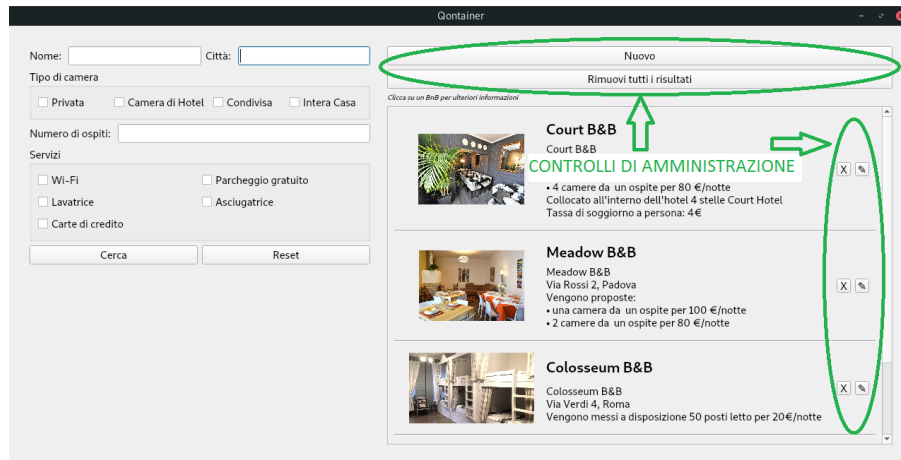 Qontainer
Nome:
Città:
Tipo di camera
Privata
Camera di Hotel
Condivisa
Intera Casa
Numero di ospiti:
Servizi
Wi-Fi
Parcheggio gratuito
Lavatrice
Asciugatrice
Carte di credito
Cerca
Reset
Nuovo
Rimuovi tutti i risultati
Clicca su un BnB per ulteriori informazioni
Court B&B
Court B&B
CONTROLLI DI AMMINISTRAZIONE
• 4 camere da un ospite per 80 €/notte
Collocato all'interno dell'hotel 4 stelle Court Hotel
Tassa di soggiorno a persona: 4€
X ✎
Meadow B&B
Meadow B&B
Via Rossi 2, Padova
Vengono proposte:
• una camera da un ospite per 100 €/notte
• 2 camere da un ospite per 80 €/notte
X ✎
Colosseum B&B
Colosseum B&B
Via Verdi 4, Roma
Vengono messi a disposizione 50 posti letto per 20€/notte
X ✎